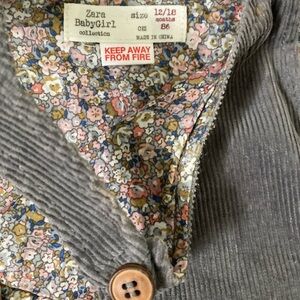 Zara
BabyGirl
collection
SIZE
12/18
months
86
MADE IN CHINA
KEEP AWAY
FROM FIRE